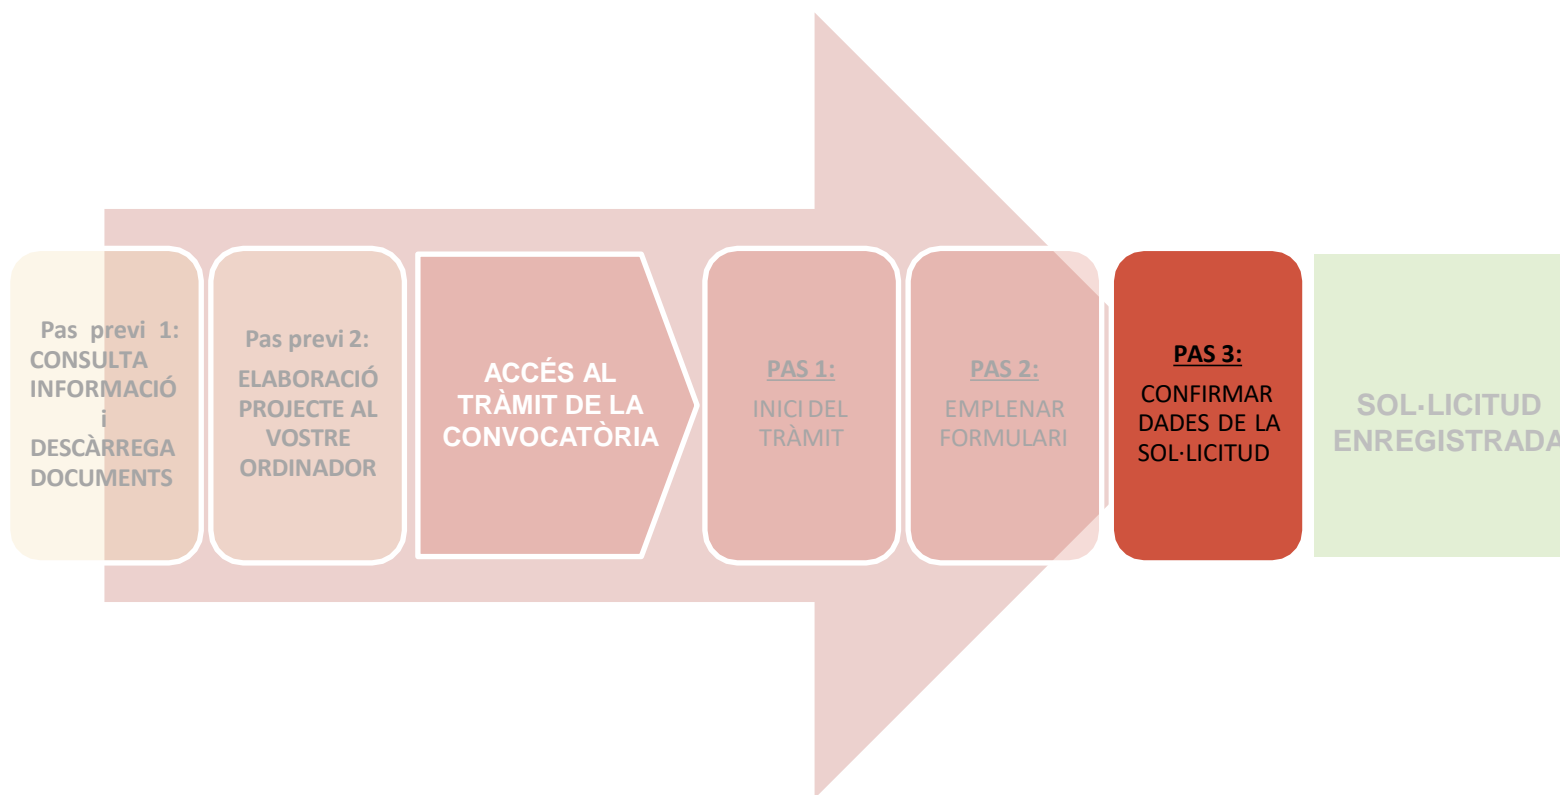 Pas previ 1:
CONSULTA
INFORMACIÓ
i
DESCÀRREGA
DOCUMENTS
Pas previ 2:
ELABORACIÓ
PROJECTE AL
VOSTRE
ORDINADOR
ACCÉS AL
TRÀMIT DE LA
CONVOCATÒRIA
PAS 1:
INICI DEL
TRÀMIT
PAS 2:
EMPLENAR
FORMULARI
PAS 3:
CONFIRMAR
DADES DE LA
SOL·LICITUD
SOL·LICITUD
ENREGISTRADA